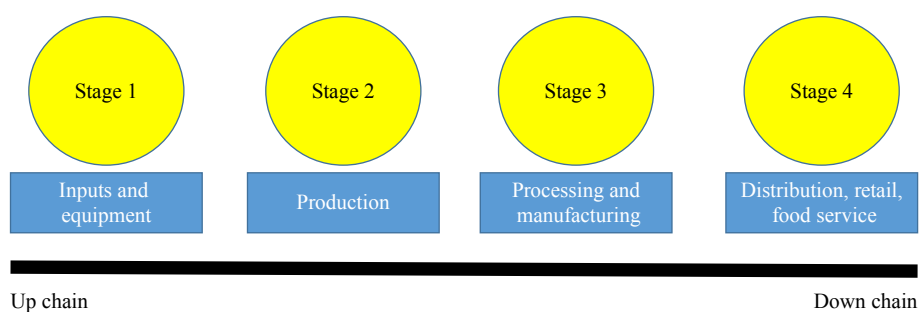 Stage 1
Stage 2
Stage 3
Stage 4
Inputs and
equipment
Production
Processing and
manufacturing
Distribution, retail,
food service
Up chain
Down chain